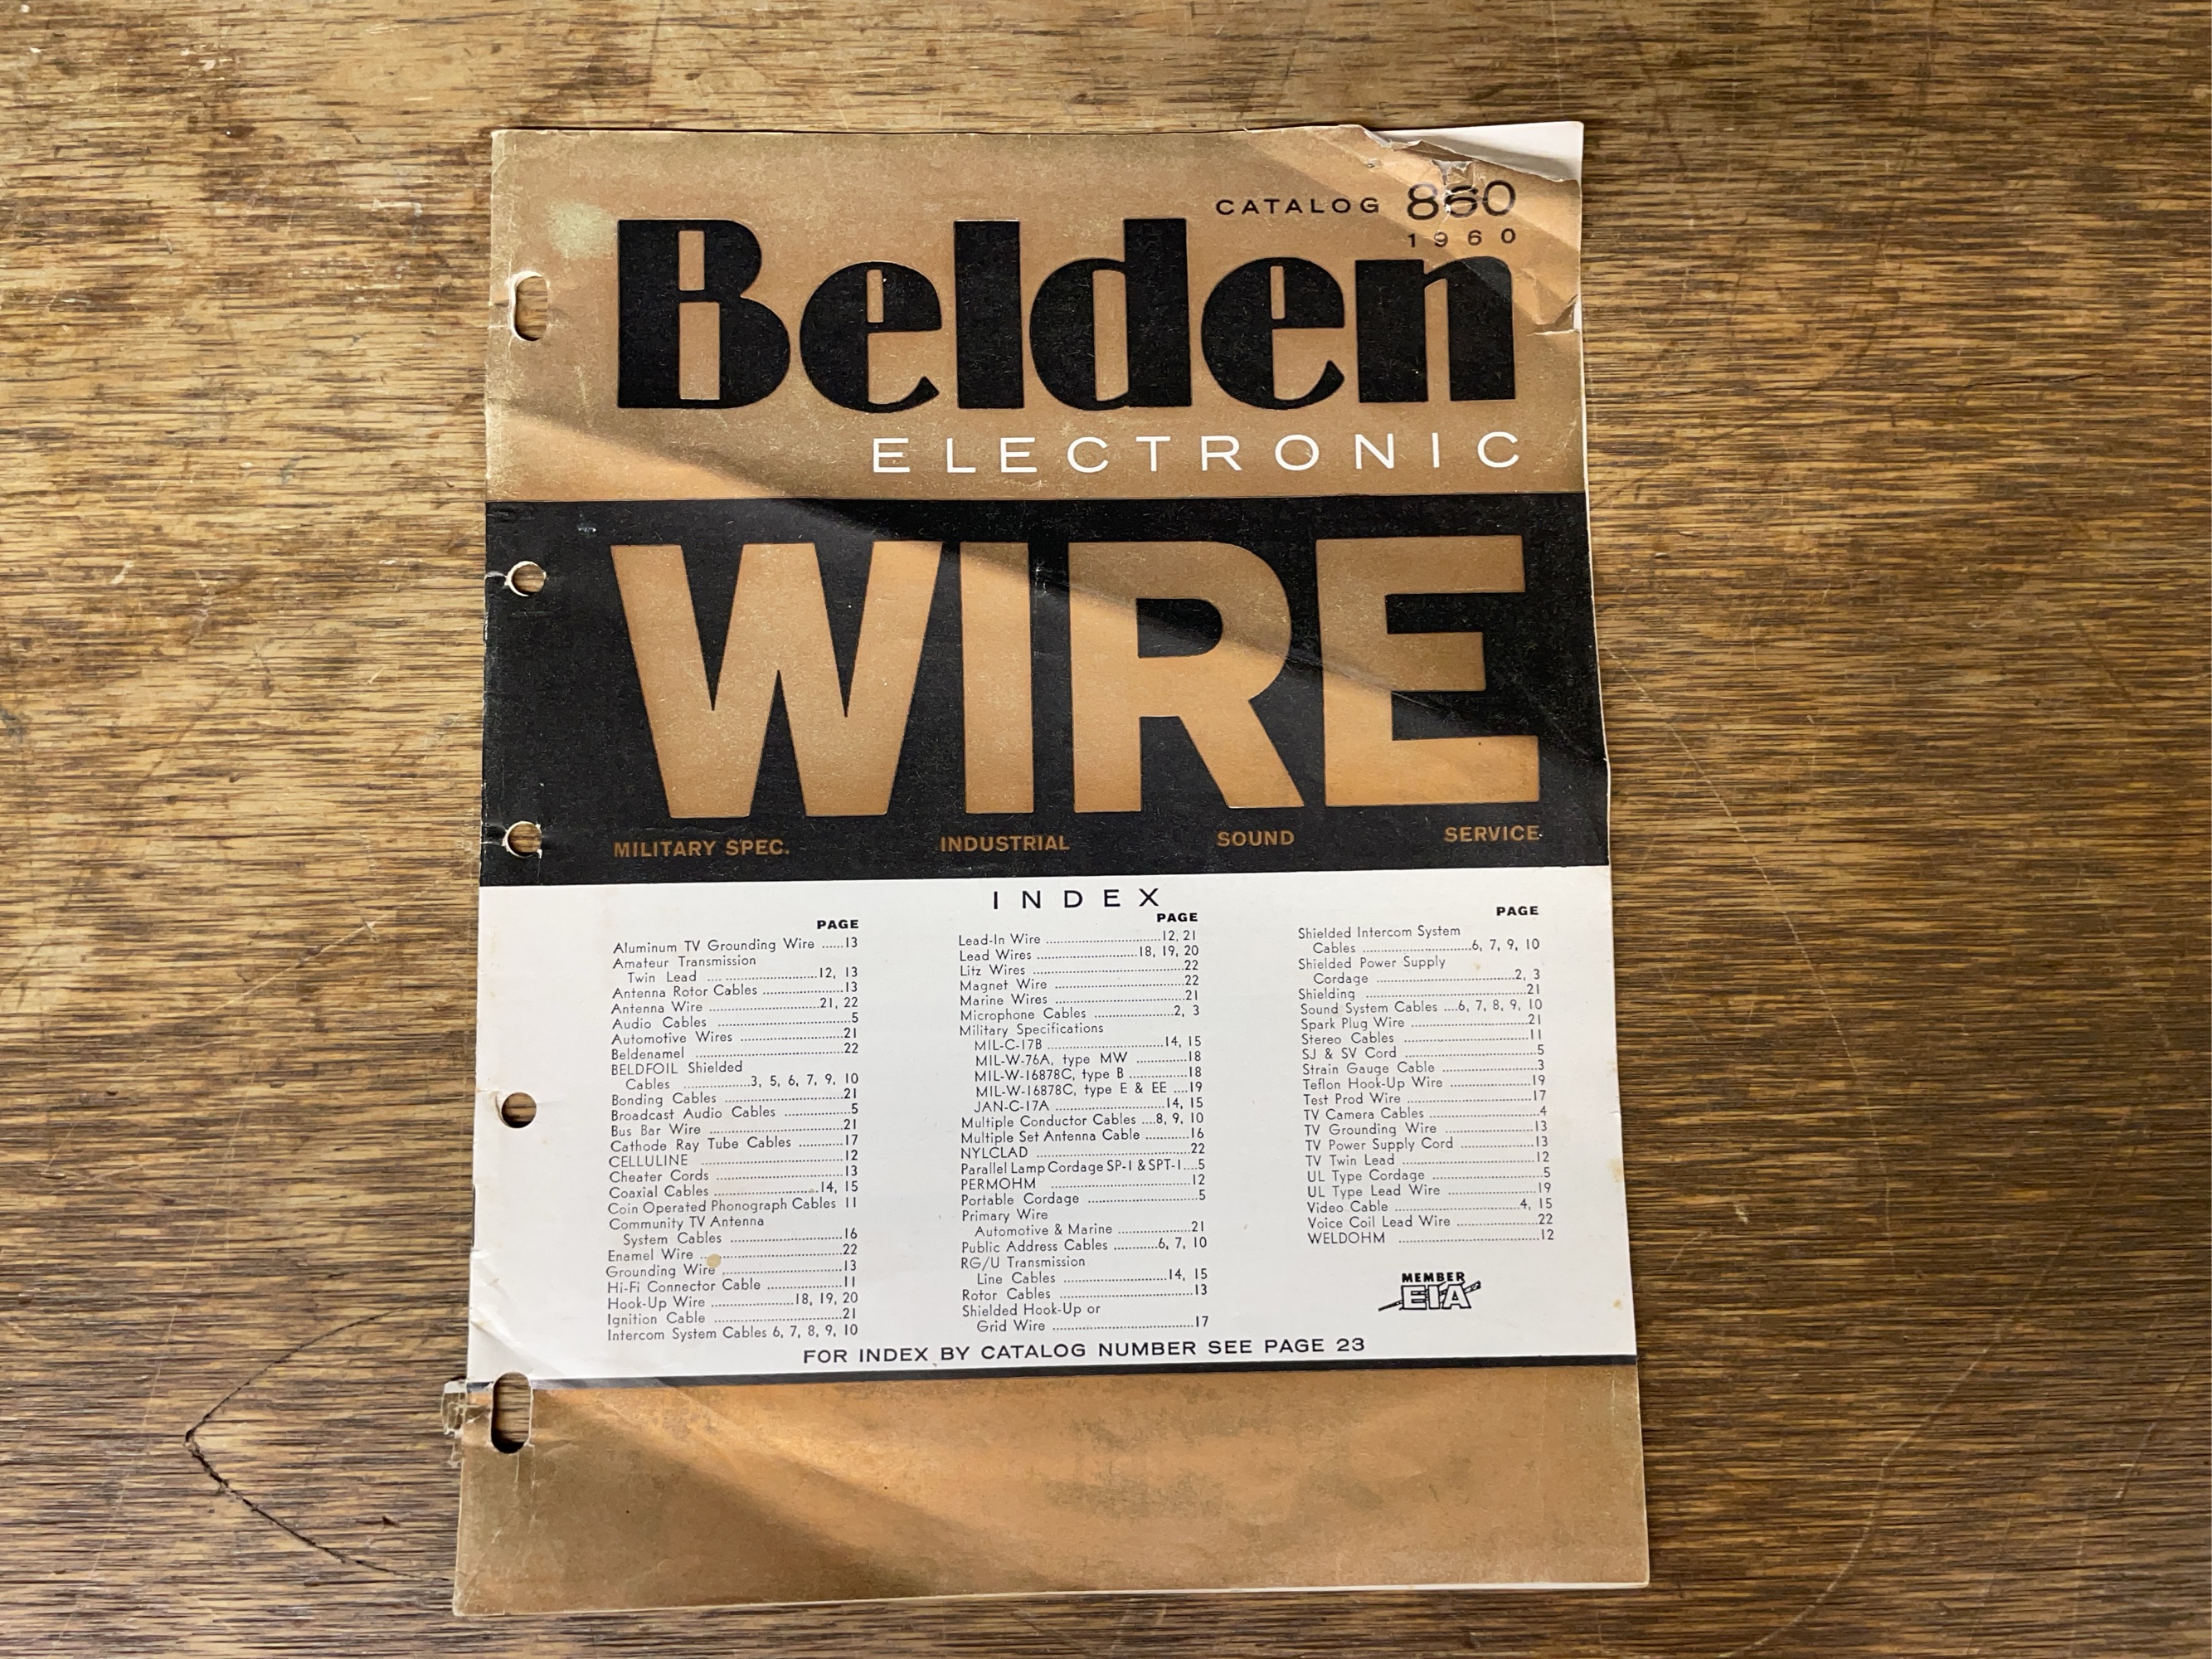 CATALOG 860
1960
Belden
ELECTRONIC
WIRE
MILITARY SPEC. INDUSTRIAL SOUND SERVICE
INDEX
PAGE
Aluminum TV Grounding Wire ......13
Amateur Transmission
Twin Lead ..............................12, 13
Antenna Rotor Cables ....................13
Antenna Wire ............................21, 22
Audio Cables ..................................5
Automotive Wires ..........................21
Beldenamel ....................................22
BELDFOIL Shielded
Cables .................3, 5, 6, 7, 9, 10
Bonding Cables ..............................21
Broadcast Audio Cables ..................5
Bus Bar Wire ..................................21
Cathode Ray Tube Cables ...........17
CELLULINE ....................................12
Cheater Cords ................................13
Coaxial Cables ..........................14, 15
Coin Operated Phonograph Cables 11
Community TV Antenna
System Cables ............................16
Enamel Wire ..................................22
Grounding Wire ..............................13
Hi-Fi Connector Cable ....................11
Hook-Up Wire .....................18, 19, 20
Ignition Cable ................................21
Intercom System Cables 6, 7, 8, 9, 10
PAGE
Lead-In Wire ............................12, 21
Lead Wires .........................18, 19, 20
Litz Wires ......................................22
Magnet Wire ..................................22
Marine Wires ..................................21
Microphone Cables ....................2, 3
Military Specifications
MIL-C-17B ............................14, 15
MIL-W-76A, type MW .............18
MIL-W-16878C, type B ..............18
MIL-W-16878C, type E & EE ....19
JAN-C-17A ..........................14, 15
Multiple Conductor Cables ....8, 9, 10
Multiple Set Antenna Cable ...........16
NYLCLAD ......................................22
Parallel Lamp Cordage SP-1 & SPT-1....5
PERMOHM ....................................12
Portable Cordage ............................5
Primary Wire
Automotive & Marine ..................21
Public Address Cables ...........6, 7, 10
RG/U Transmission
Line Cables ..........................14, 15
Rotor Cables ..................................13
Shielded Hook-Up or
Grid Wire ....................................17
PAGE
Shielded Intercom System
Cables ...........................6, 7, 9, 10
Shielded Power Supply
Cordage ..................................2, 3
Shielding ......................................21
Sound System Cables ....6, 7, 8, 9, 10
Spark Plug Wire ............................21
Stereo Cables ................................11
SJ & SV Cord ..................................5
Strain Gauge Cable ........................3
Teflon Hook-Up Wire ....................19
Test Prod Wire ..............................17
TV Camera Cables ..........................4
TV Grounding Wire ........................13
TV Power Supply Cord ..................13
TV Twin Lead ................................12
UL Type Cordage ............................5
UL Type Lead Wire ........................19
Video Cable ..............................4, 15
Voice Coil Lead Wire ....................22
WELDOHM ....................................12
MEMBER
EIA
FOR INDEX BY CATALOG NUMBER SEE PAGE 23